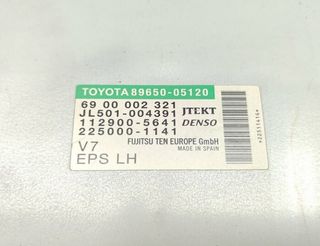 TOYOTA 89650-05120
69 00 002 321
JL501-004391 JTEKT
112900-5641 DENSO
225000-1141
V7 FUJITSU TEN EUROPE GmbH
MADE IN SPAIN
EPS LH
*22511416*